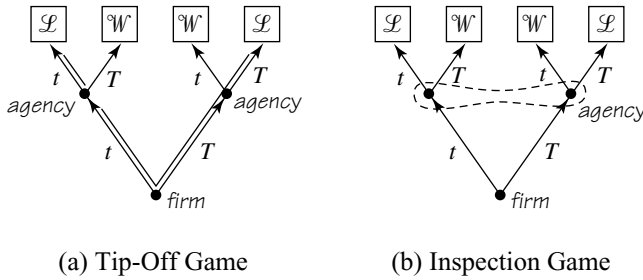 ℒ 𝒲 𝒲 ℒ ℒ 𝒲 𝒲 ℒ
t T T t T T
agency agency agency
t T t T
firm firm
(a) Tip-Off Game (b) Inspection Game